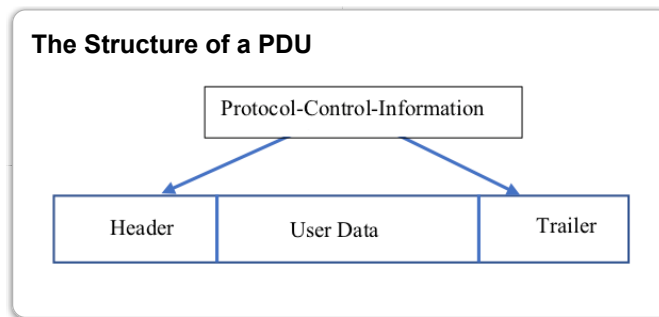 The Structure of a PDU
Protocol-Control-Information
Header
User Data
Trailer